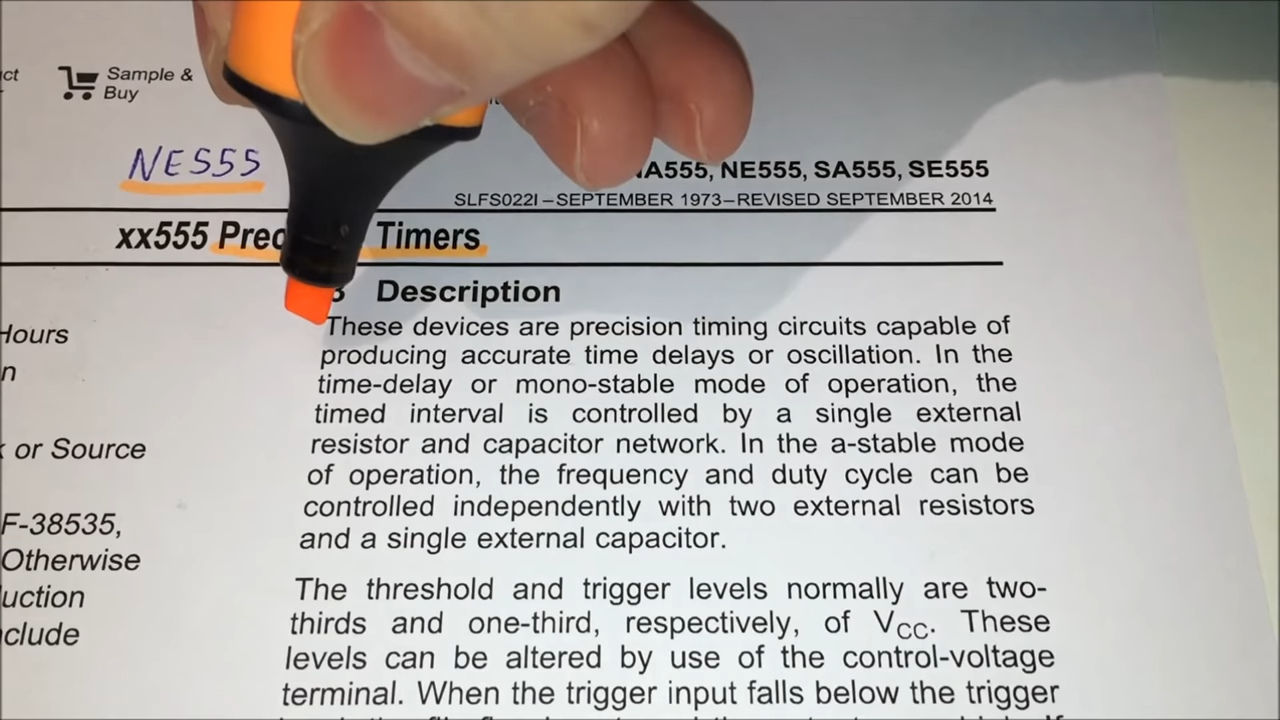 Sample &
Buy
NE555
NE555, SA555, SE555
SLFS022I – SEPTEMBER 1973 – REVISED SEPTEMBER 2014
xx555 Timers
Description
These devices are precision timing circuits capable of
producing accurate time delays or oscillation. In the
time-delay or mono-stable mode of operation, the
timed interval is controlled by a single external
resistor and capacitor network. In the a-stable mode
of operation, the frequency and duty cycle can be
controlled independently with two external resistors
and a single external capacitor.
The threshold and trigger levels normally are two-
thirds and one-third, respectively, of VCC. These
levels can be altered by use of the control-voltage
terminal. When the trigger input falls below the trigger
Hours
or Source
F-38535,
Otherwise